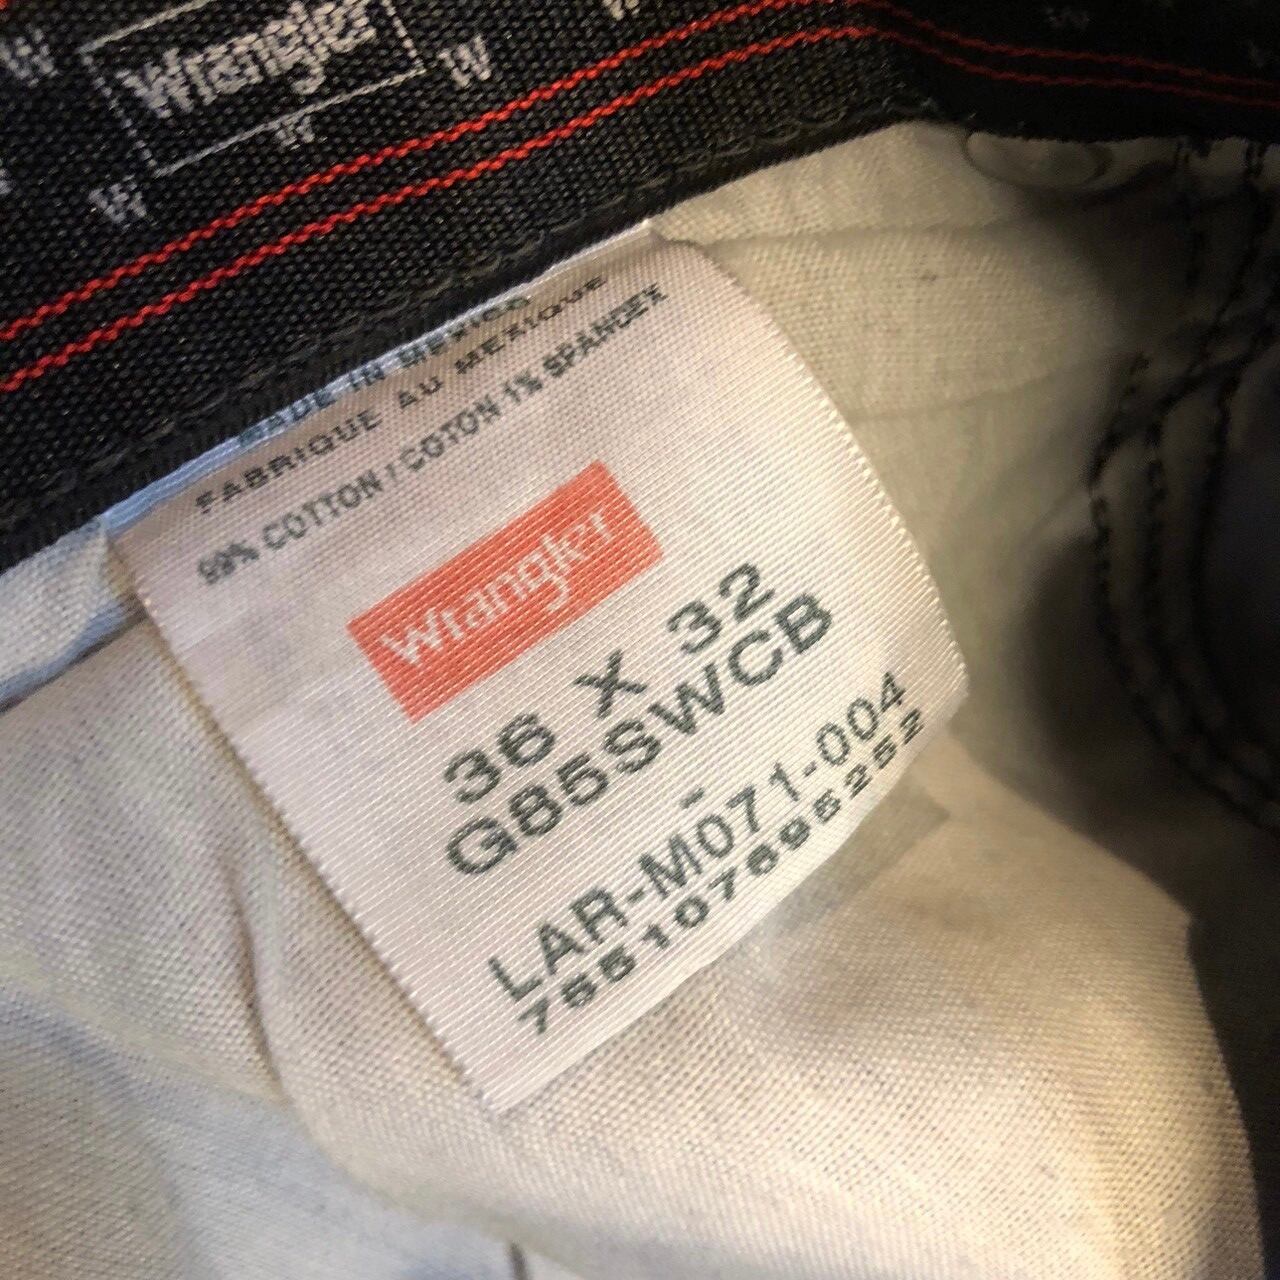 W Wrangler W
W W W
MADE IN MEXICO
FABRIQUE AU MEXIQUE
99% COTTON / COTON 1% SPANDEX
Wrangler
36 X 32
G85SWCB
-
LAR-M071-004
7651076695252